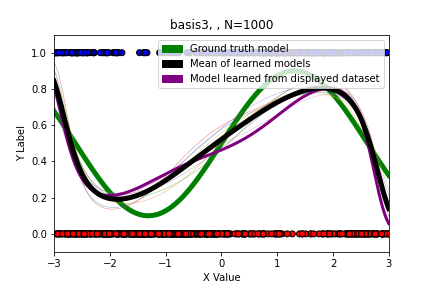 basis3, , N=1000
Ground truth model
Mean of learned models
Model learned from displayed dataset
Y Label
1.0
0.8
0.6
0.4
0.2
0.0
−3
−2
−1
0
1
2
3
X Value